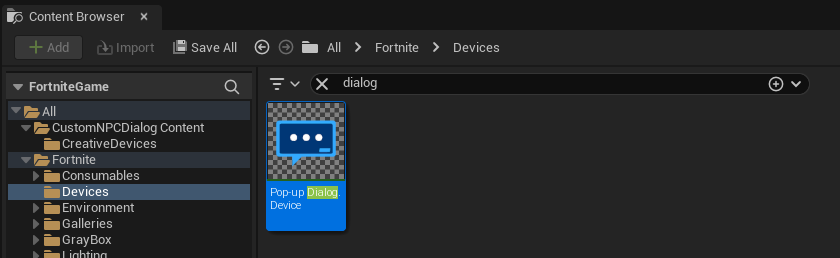 Content Browser
Add Import Save All All Fortnite Devices
FortniteGame
dialog
All
CustomNPCDialog Content
CreativeDevices
Fortnite
Consumables
Devices
Environment
Galleries
GrayBox
Lighting
Pop-up Dialog
Device